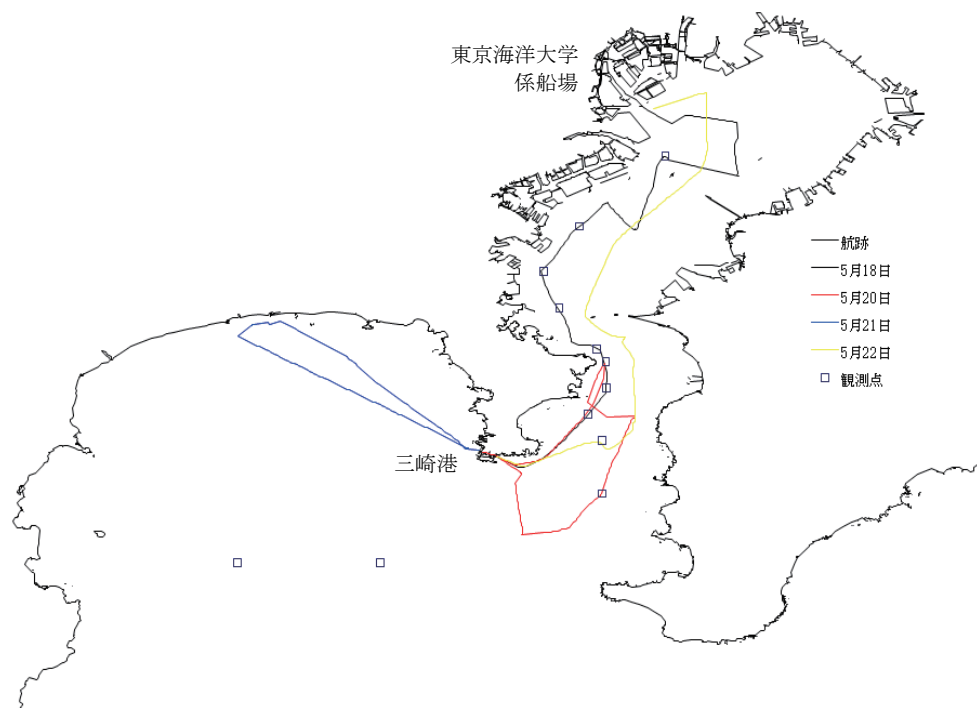 東京海洋大学
係船場
航跡
5月18日
5月20日
5月21日
5月22日
観測点
三崎港